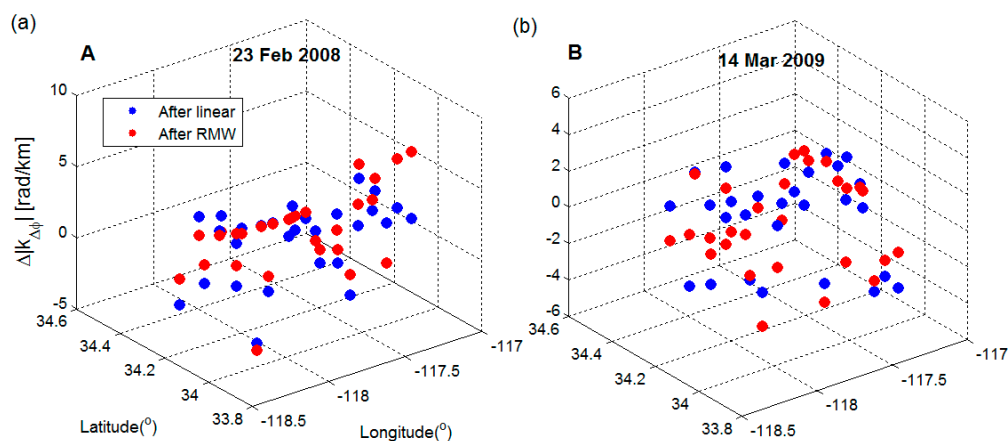 (a)
A
23 Feb 2008
After linear
After RMW
Δ|k Δϕ| [rad/km]
10
5
0
-5
34.6
34.4
34.2
34
33.8
-118.5
-118
-117.5
-117
Latitude(°)
Longitude(°)
(b)
B
14 Mar 2009
6
4
2
0
-2
-4
-6
34.6
34.4
34.2
34
33.8
-118.5
-118
-117.5
-117